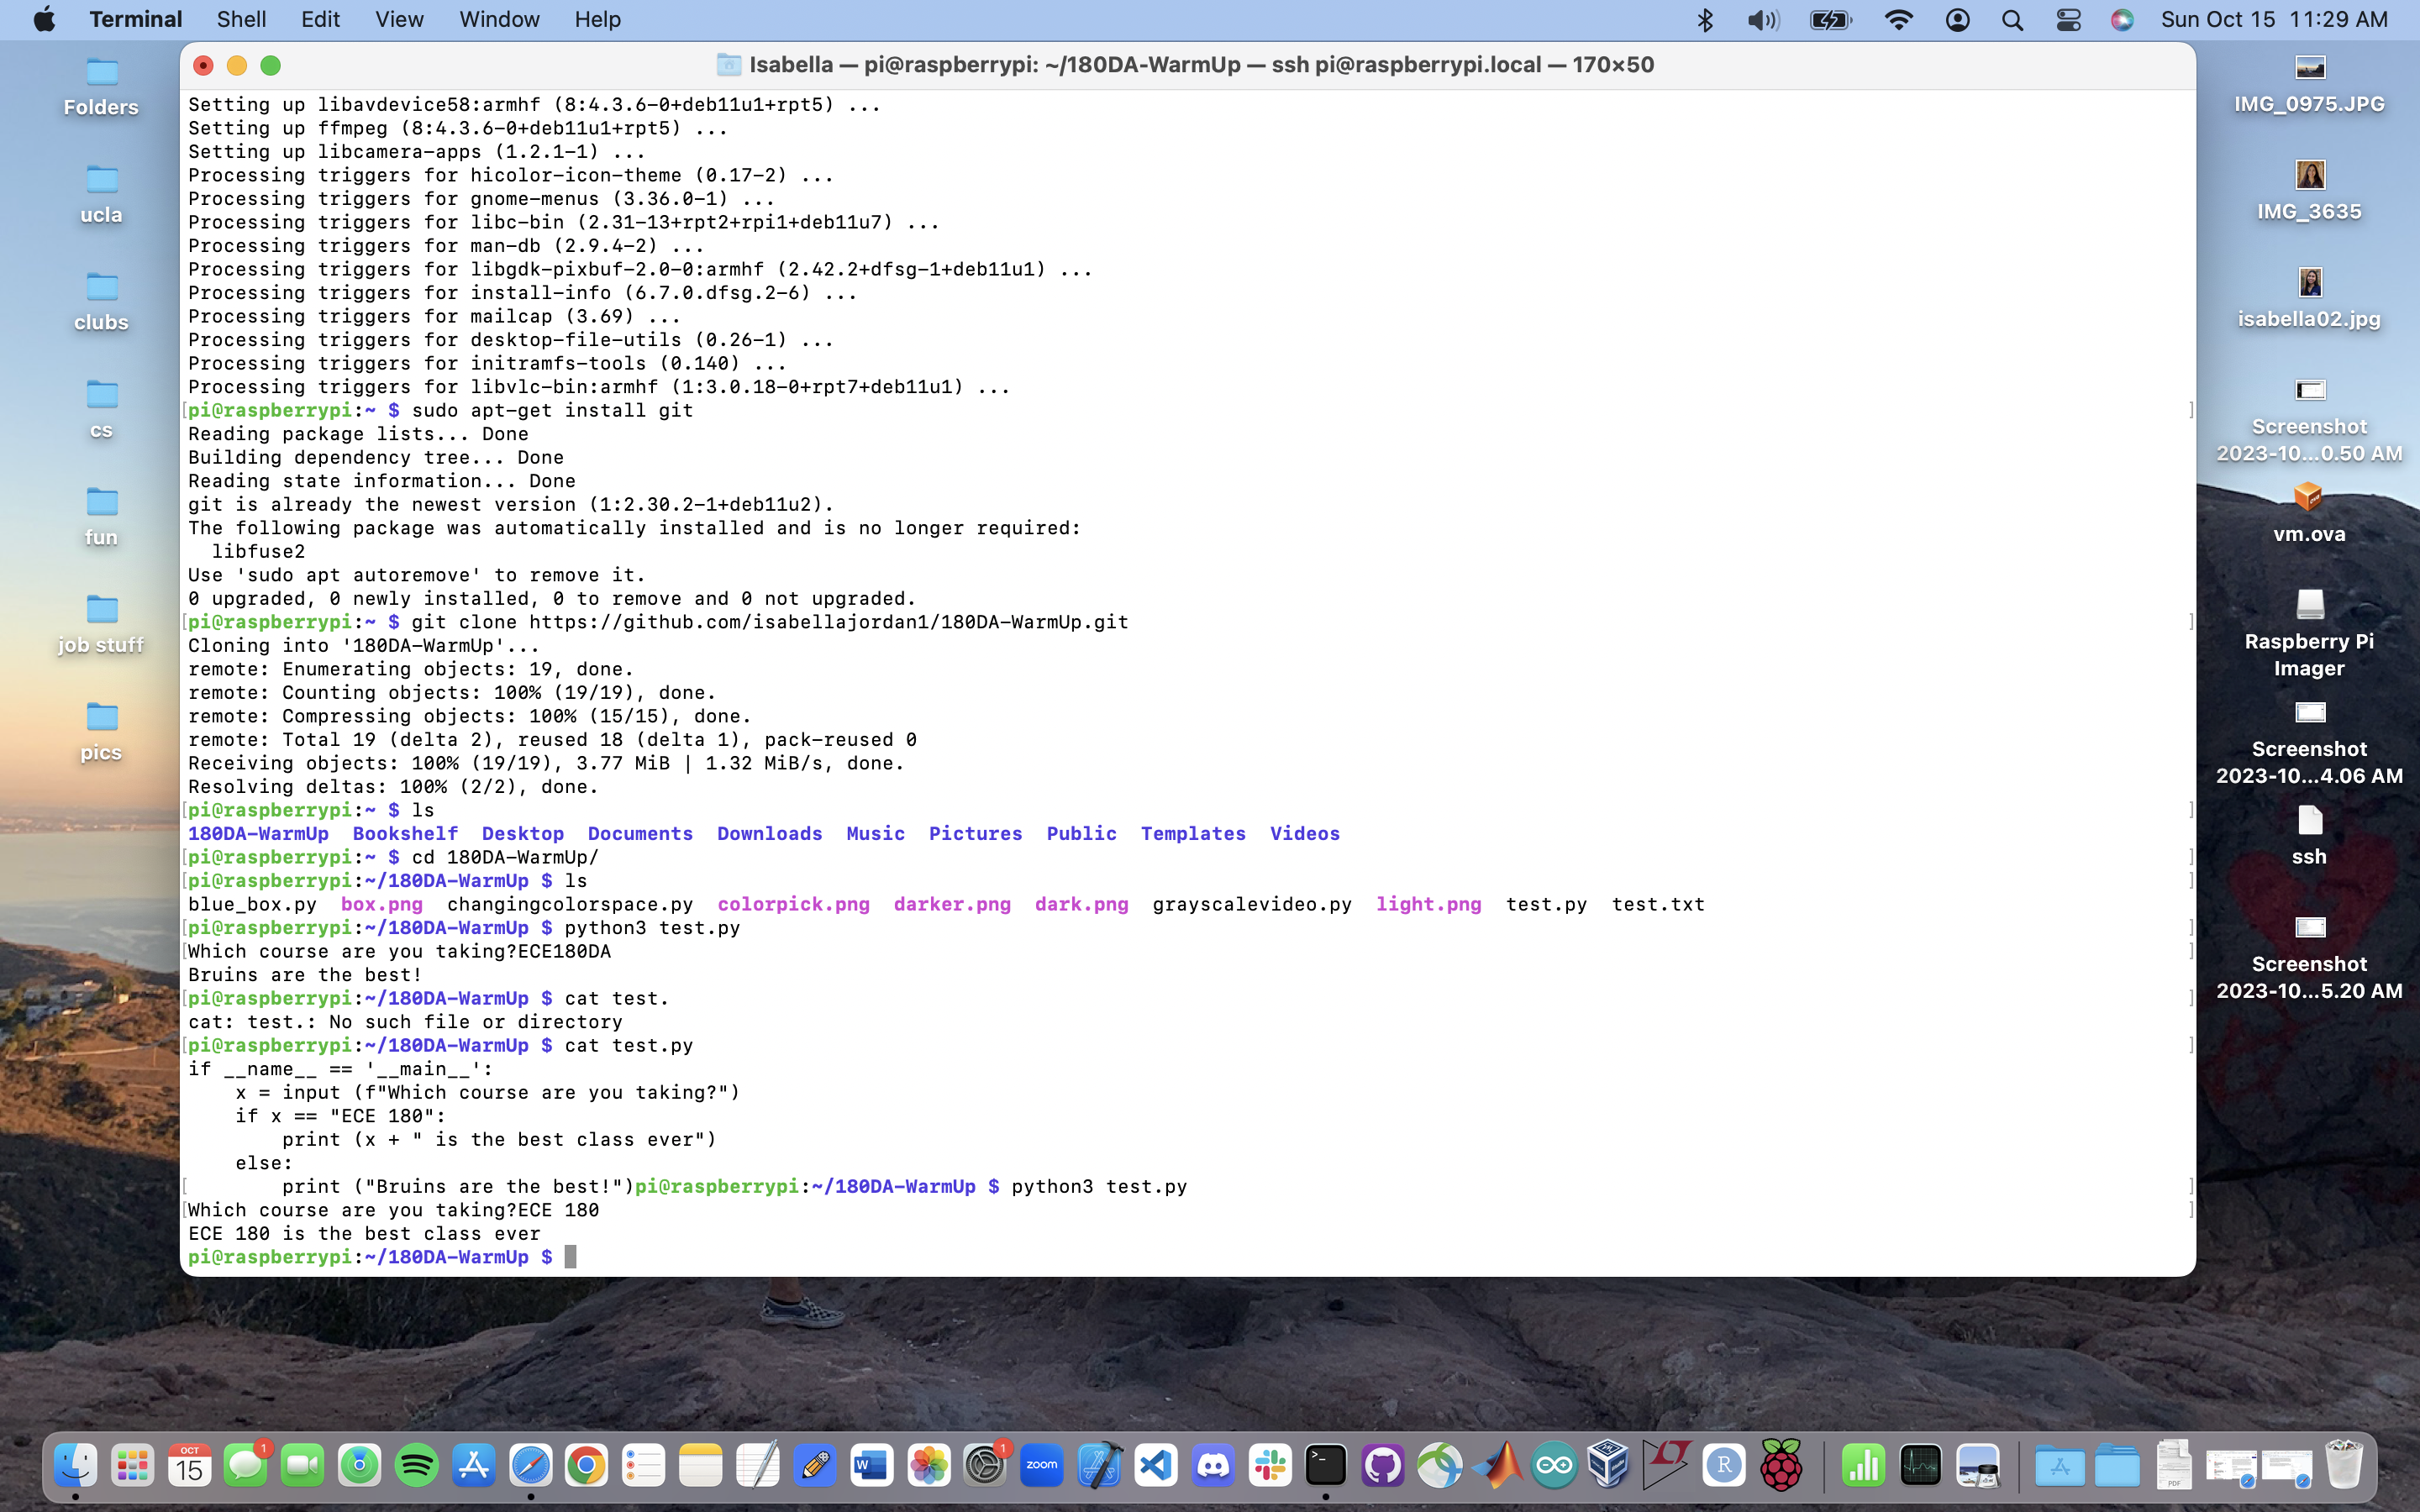 Terminal Shell Edit View Window Help Sun Oct 15 11:29 AM
Isabella — pi@raspberrypi: ~/180DA-WarmUp — ssh pi@raspberrypi.local — 170×50
Setting up libavdevice58:armhf (8:4.3.6-0+deb11u1+rpt5) ...
Setting up ffmpeg (8:4.3.6-0+deb11u1+rpt5) ...
Setting up libcamera-apps (1.2.1-1) ...
Processing triggers for hicolor-icon-theme (0.17-2) ...
Processing triggers for gnome-menus (3.36.0-1) ...
Processing triggers for libc-bin (2.31-13+rpt2+rpi1+deb11u7) ...
Processing triggers for man-db (2.9.4-2) ...
Processing triggers for libgdk-pixbuf-2.0-0:armhf (2.42.2+dfsg-1+deb11u1) ...
Processing triggers for install-info (6.7.0.dfsg.2-6) ...
Processing triggers for mailcap (3.69) ...
Processing triggers for desktop-file-utils (0.26-1) ...
Processing triggers for initramfs-tools (0.140) ...
Processing triggers for libvlc-bin:armhf (1:3.0.18-0+rpt7+deb11u1) ...
[pi@raspberrypi:~ $ sudo apt-get install git ]
Reading package lists... Done
Building dependency tree... Done
Reading state information... Done
git is already the newest version (1:2.30.2-1+deb11u2).
The following package was automatically installed and is no longer required:
  libfuse2
Use 'sudo apt autoremove' to remove it.
0 upgraded, 0 newly installed, 0 to remove and 0 not upgraded.
[pi@raspberrypi:~ $ git clone https://github.com/isabellajordan1/180DA-WarmUp.git ]
Cloning into '180DA-WarmUp'...
remote: Enumerating objects: 19, done.
remote: Counting objects: 100% (19/19), done.
remote: Compressing objects: 100% (15/15), done.
remote: Total 19 (delta 2), reused 18 (delta 1), pack-reused 0
Receiving objects: 100% (19/19), 3.77 MiB | 1.32 MiB/s, done.
Resolving deltas: 100% (2/2), done.
[pi@raspberrypi:~ $ ls ]
180DA-WarmUp Bookshelf Desktop Documents Downloads Music Pictures Public Templates Videos
[pi@raspberrypi:~ $ cd 180DA-WarmUp/ ]
[pi@raspberrypi:~/180DA-WarmUp $ ls ]
blue_box.py box.png changingcolorspace.py colorpick.png darker.png dark.png grayscalevideo.py light.png test.py test.txt
[pi@raspberrypi:~/180DA-WarmUp $ python3 test.py ]
[Which course are you taking?ECE180DA ]
Bruins are the best!
[pi@raspberrypi:~/180DA-WarmUp $ cat test. ]
cat: test.: No such file or directory
[pi@raspberrypi:~/180DA-WarmUp $ cat test.py ]
if __name__ == '__main__':
    x = input (f"Which course are you taking?")
    if x == "ECE 180":
        print (x + " is the best class ever")
    else:
[        print ("Bruins are the best!")pi@raspberrypi:~/180DA-WarmUp $ python3 test.py ]
[Which course are you taking?ECE 180 ]
ECE 180 is the best class ever
pi@raspberrypi:~/180DA-WarmUp $
Folders
ucla
clubs
cs
fun
job stuff
pics
IMG_0975.JPG
IMG_3635
isabella02.jpg
Screenshot
2023-10...0.50 AM
vm.ova
Raspberry Pi
Imager
Screenshot
2023-10...4.06 AM
ssh
Screenshot
2023-10...5.20 AM
OCT
15
1
W
1
zoom
>_
R
PDF